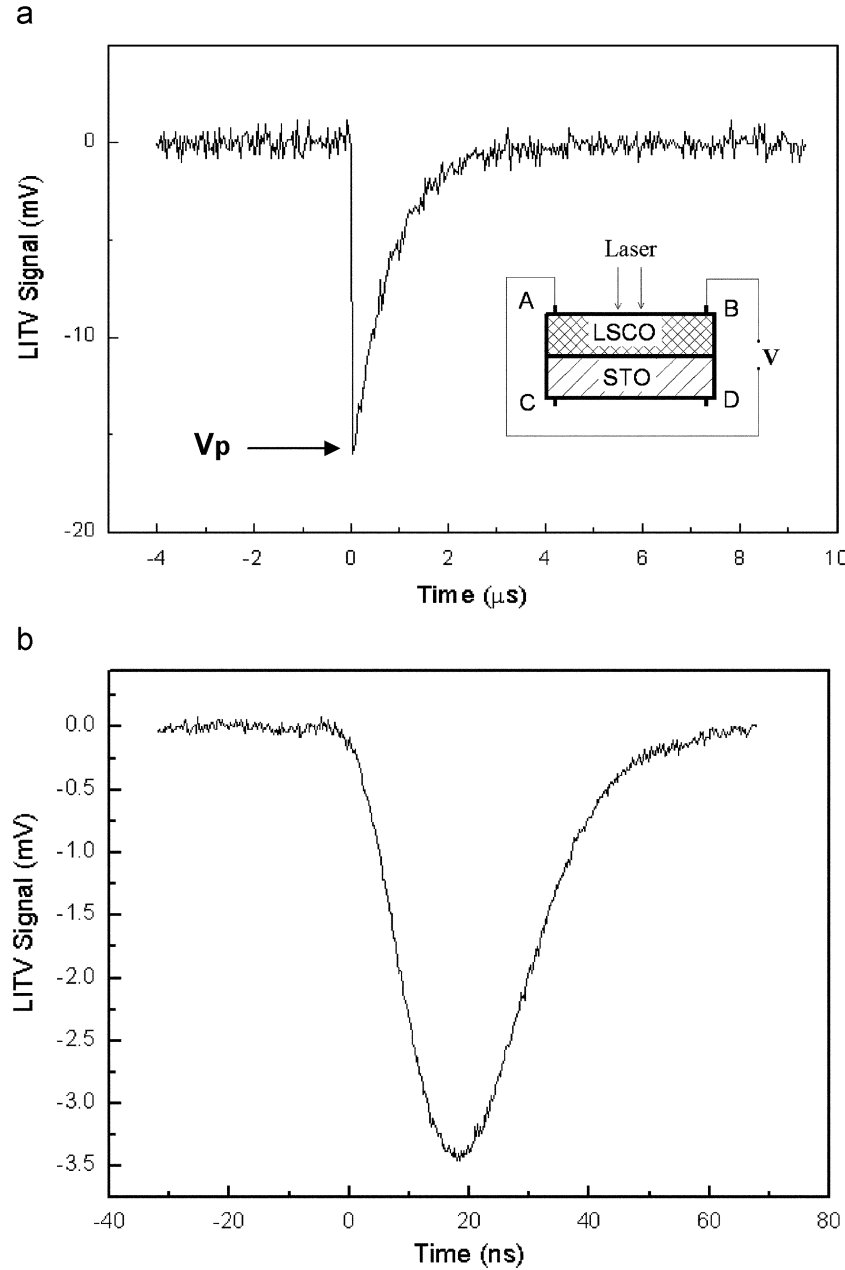 a
0
-10
-20
LITV Signal (mV)
Vp
Laser
A
B
LSCO
STO
V
C
D
-4
-2
0
2
4
6
8
10
Time (μs)
b
0.0
-0.5
-1.0
-1.5
-2.0
-2.5
-3.0
-3.5
LITV Signal (mV)
-40
-20
0
20
40
60
80
Time (ns)